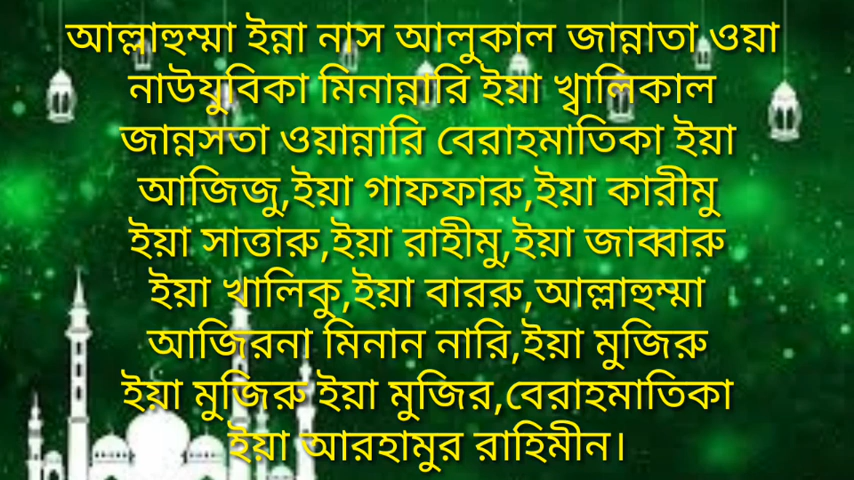 আল্লাহুম্মা ইন্না নাস আলুকাল জান্নাতা ওয়া
নাউযুবিকা মিনান্নারি ইয়া খ্বালিকাল
জান্নসতা ওয়ান্নারি বেরাহমাতিকা ইয়া
আজিজু,ইয়া গাফফারু,ইয়া কারীমু
ইয়া সাত্তারু,ইয়া রাহীমু,ইয়া জাব্বারু
ইয়া খালিকু,ইয়া বাররু,আল্লাহুম্মা
আজিরনা মিনান নারি,ইয়া মুজিরু
ইয়া মুজিরু ইয়া মুজির,বেরাহমাতিকা
ইয়া আরহামুর রাহিমীন।